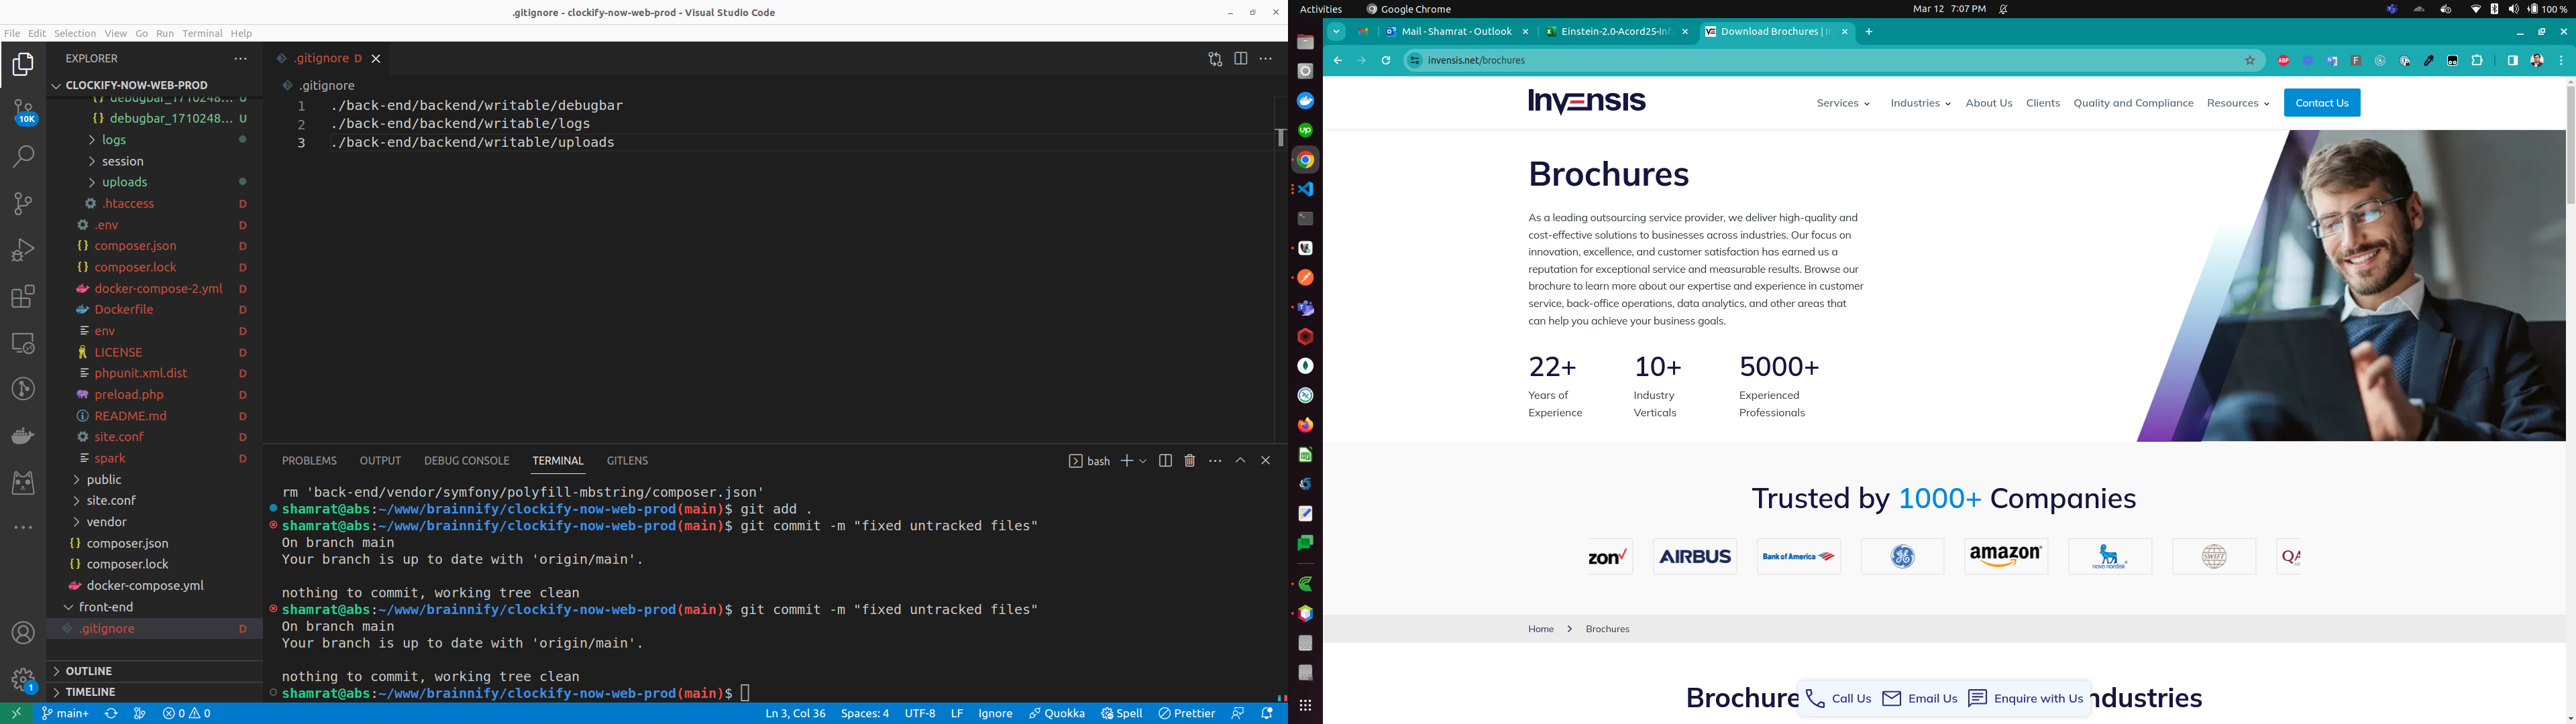 .gitignore - clockify-now-web-prod - Visual Studio Code
File Edit Selection View Go Run Terminal Help
EXPLORER
CLOCKIFY-NOW-WEB-PROD
debugbar_1710248... U
debugbar_1710248... U
logs
session
uploads
.htaccess D
.env D
composer.json D
composer.lock D
docker-compose-2.yml D
Dockerfile D
env D
LICENSE D
phpunit.xml.dist D
preload.php D
README.md D
site.conf D
spark D
public
site.conf
vendor
composer.json
composer.lock
docker-compose.yml
front-end
.gitignore D
OUTLINE
TIMELINE
10K
1
.gitignore D
.gitignore
1 ./back-end/backend/writable/debugbar
2 ./back-end/backend/writable/logs
3 ./back-end/backend/writable/uploads
PROBLEMS OUTPUT DEBUG CONSOLE TERMINAL GITLENS
bash
rm 'back-end/vendor/symfony/polyfill-mbstring/composer.json'
shamrat@abs:~/www/brainnify/clockify-now-web-prod(main)$ git add .
shamrat@abs:~/www/brainnify/clockify-now-web-prod(main)$ git commit -m "fixed untracked files"
On branch main
Your branch is up to date with 'origin/main'.
nothing to commit, working tree clean
shamrat@abs:~/www/brainnify/clockify-now-web-prod(main)$ git commit -m "fixed untracked files"
On branch main
Your branch is up to date with 'origin/main'.
nothing to commit, working tree clean
shamrat@abs:~/www/brainnify/clockify-now-web-prod(main)$
main+ 0 0 Ln 3, Col 36 Spaces: 4 UTF-8 LF Ignore Quokka Spell Prettier
Activities Google Chrome Mar 12 7:07 PM 100 %
Mail - Shamrat - Outlook
Einstein-2.0-Acord25-Inf
Download Brochures | In
invensis.net/brochures
ABP
up
Invensis
Services Industries About Us Clients Quality and Compliance Resources Contact Us
Brochures
As a leading outsourcing service provider, we deliver high-quality and
cost-effective solutions to businesses across industries. Our focus on
innovation, excellence, and customer satisfaction has earned us a
reputation for exceptional service and measurable results. Browse our
brochure to learn more about our expertise and experience in customer
service, back-office operations, data analytics, and other areas that
can help you achieve your business goals.
22+ 10+ 5000+
Years of Industry Experienced
Experience Verticals Professionals
Trusted by 1000+ Companies
zon AIRBUS Bank of America GE amazon novo nordisk SWIFT QA
Home Brochures
Brochure ndustries
Call Us Email Us Enquire with Us